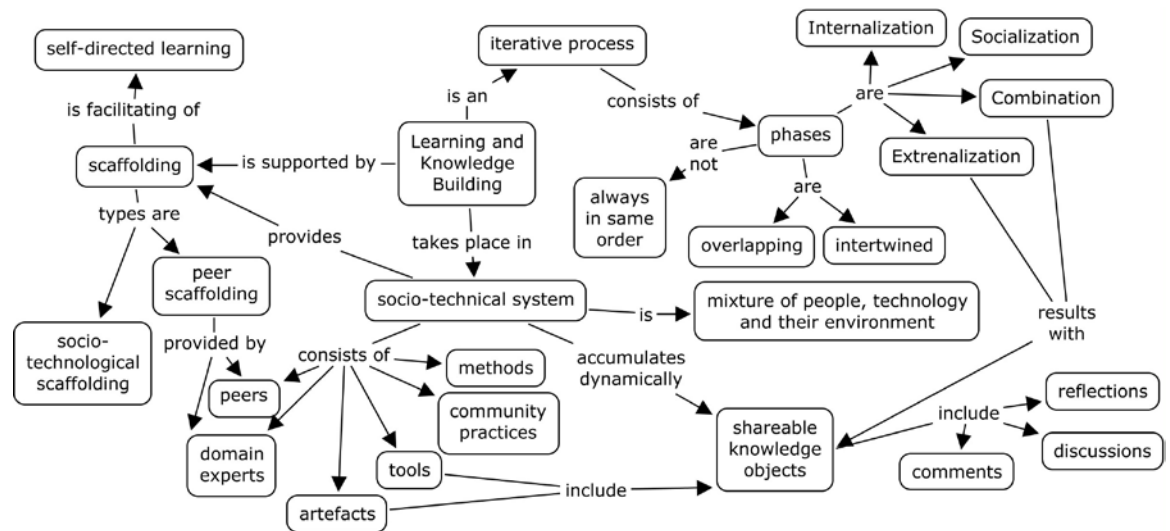 Internalization
self-directed learning
iterative process
Socialization
is facilitating of
is an
consists of
are
Combination
scaffolding
is supported by
Learning and
Knowledge
Building
phases
are
not
Extrenalization
types are
provides
takes place in
always
in same
order
are
overlapping
intertwined
peer
scaffolding
socio-technical system
is
mixture of people, technology
and their environment
results
with
socio-
technological
scaffolding
provided by
consists of
methods
accumulates
dynamically
peers
community
practices
reflections
include
shareable
knowledge
objects
discussions
comments
domain
experts
tools
include
artefacts